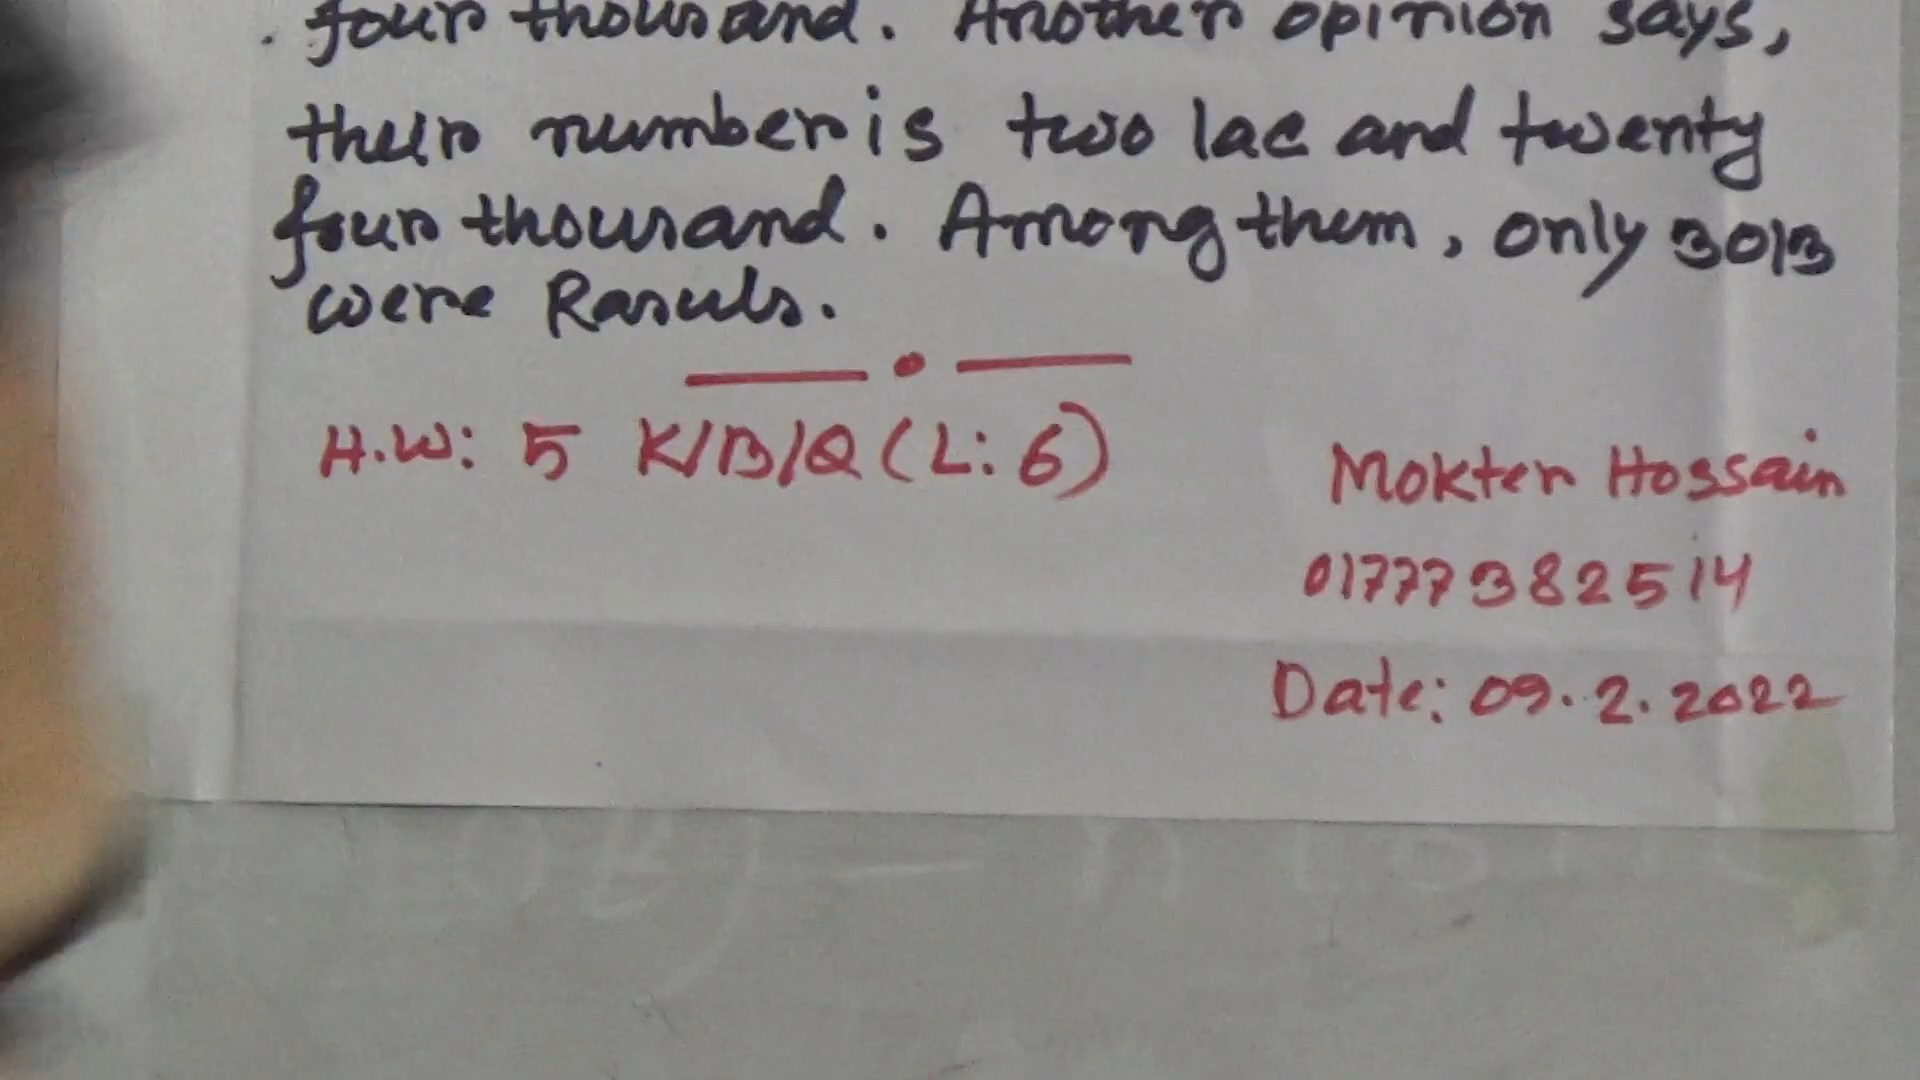 . four thousand. Another opinion says,
their number is two lac and twenty
four thousand. Among them, only 3013
were Rasuls.
H.W: 5 K/B/Q (L: 6)
Mokter Hossain
01777382514
Date: 09.2.2022